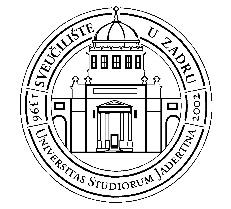 SVEUČILIŠTE U ZADRU
1396
2002
UNIVERSITAS STUDIORUM JADERTINA